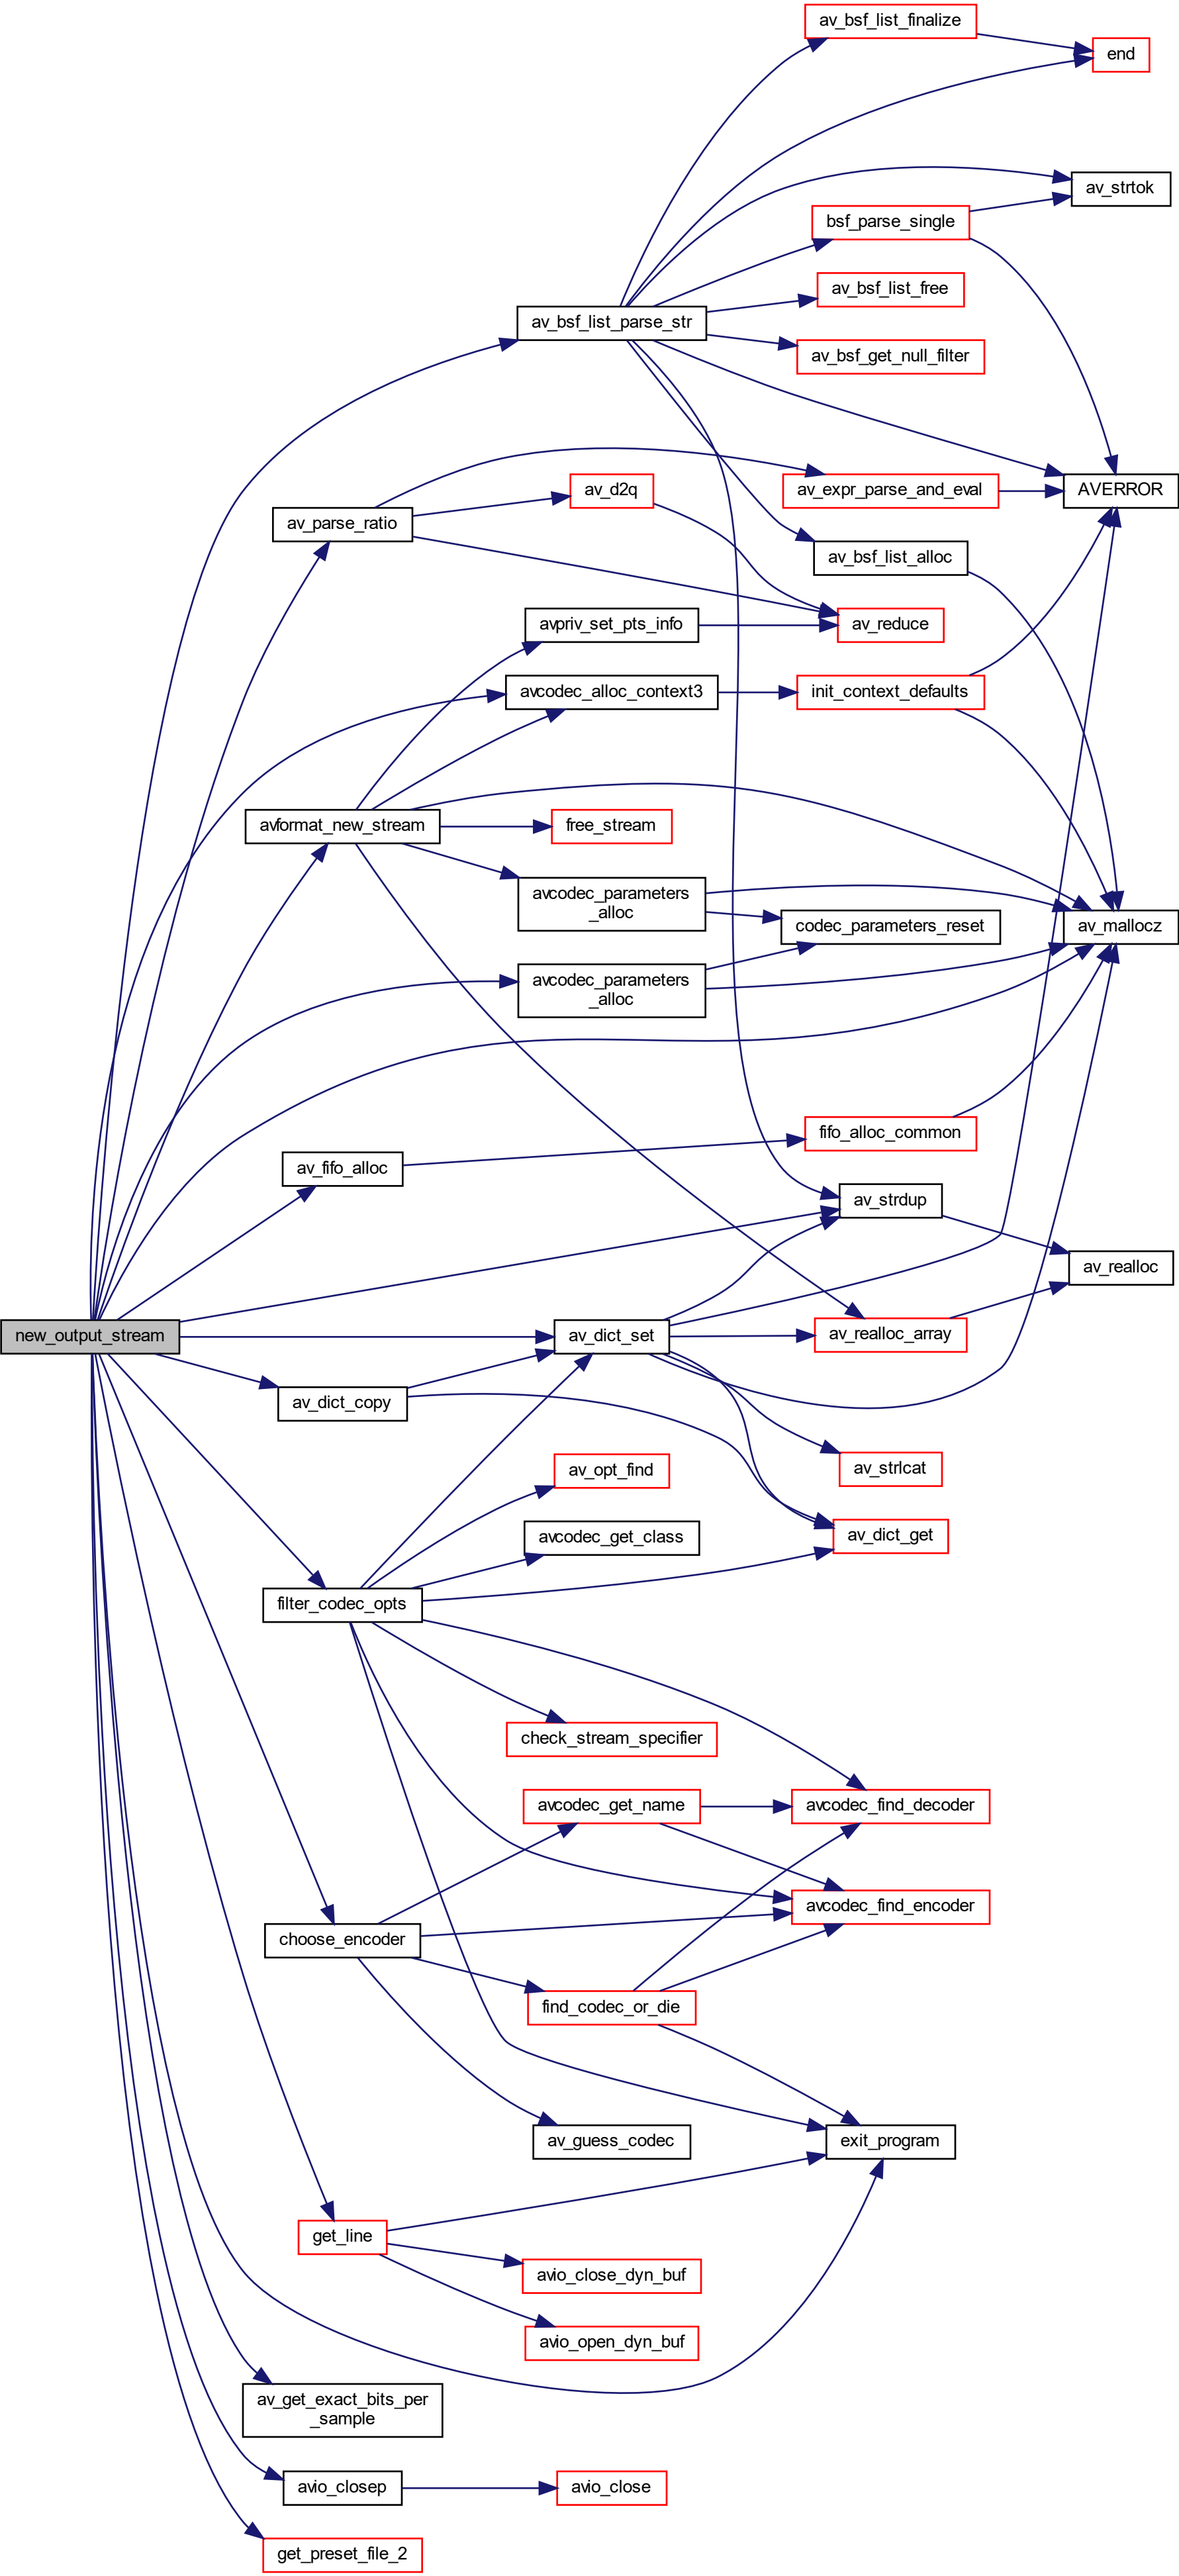 av_bsf_list_finalize
end
av_strtok
bsf_parse_single
av_bsf_list_free
av_bsf_list_parse_str
av_bsf_get_null_filter
av_d2q
av_expr_parse_and_eval
AVERROR
av_parse_ratio
av_bsf_list_alloc
avpriv_set_pts_info
av_reduce
avcodec_alloc_context3
init_context_defaults
avformat_new_stream
free_stream
avcodec_parameters
_alloc
codec_parameters_reset
av_mallocz
avcodec_parameters
_alloc
fifo_alloc_common
av_fifo_alloc
av_strdup
av_realloc
new_output_stream
av_dict_set
av_realloc_array
av_dict_copy
av_opt_find
av_strlcat
avcodec_get_class
av_dict_get
filter_codec_opts
check_stream_specifier
avcodec_get_name
avcodec_find_decoder
avcodec_find_encoder
choose_encoder
find_codec_or_die
av_guess_codec
exit_program
get_line
avio_close_dyn_buf
avio_open_dyn_buf
av_get_exact_bits_per
_sample
avio_closep
avio_close
get_preset_file_2